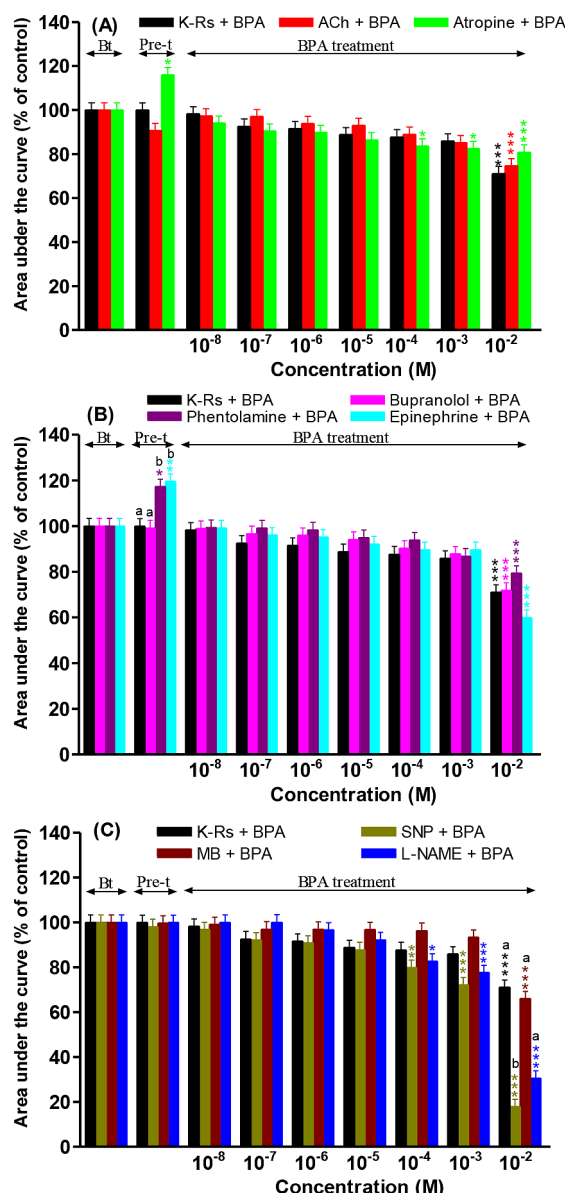 (A) K-Rs + BPA ACh + BPA Atropine + BPA
Bt Pre-t BPA treatment
Area ubder the curve (% of control)
140
120
100
80
60
40
20
0
*
*
*
***
***
***
10-8 10-7 10-6 10-5 10-4 10-3 10-2
Concentration (M)
(B) K-Rs + BPA Bupranolol + BPA
Phentolamine + BPA Epinephrine + BPA
Bt Pre-t BPA treatment
Area under the curve (% of control)
140
120
100
80
60
40
20
0
a a b b
*
**
***
***
***
***
10-8 10-7 10-6 10-5 10-4 10-3 10-2
Concentration (M)
(C) K-Rs + BPA SNP + BPA
MB + BPA L-NAME + BPA
Bt Pre-t BPA treatment
Area under the curve (% of control)
140
120
100
80
60
40
20
0
**
*
***
***
a
***
b
***
a
***
a
***
10-8 10-7 10-6 10-5 10-4 10-3 10-2
Concentration (M)